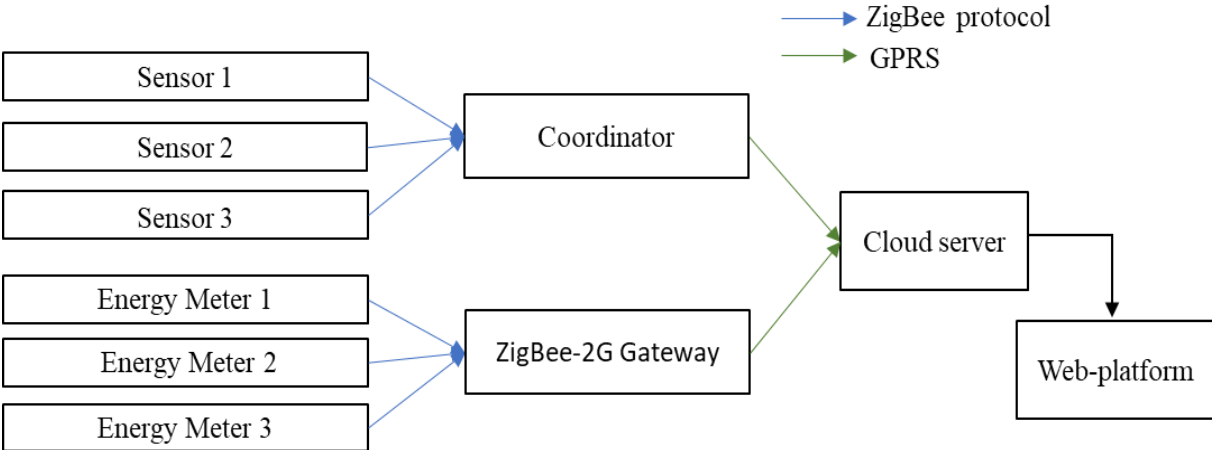 ZigBee protocol
GPRS
Sensor 1
Sensor 2
Sensor 3
Coordinator
Energy Meter 1
Energy Meter 2
Energy Meter 3
ZigBee-2G Gateway
Cloud server
Web-platform